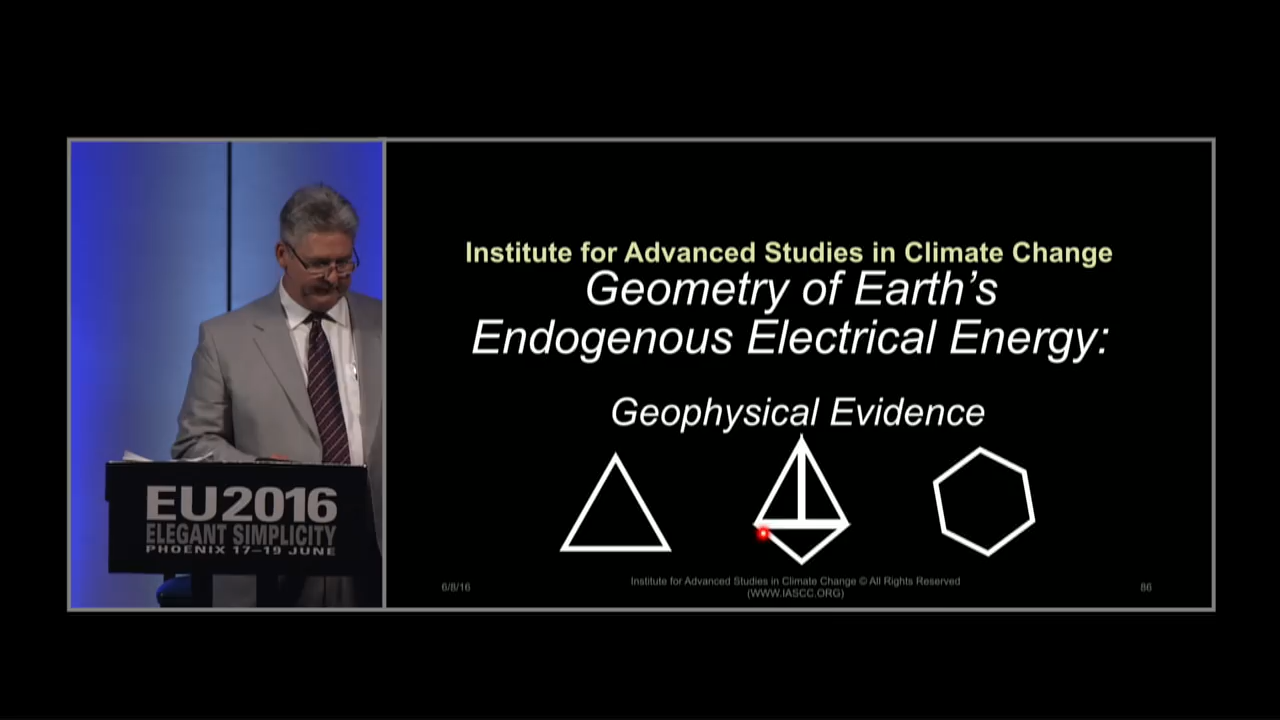 EU2016
ELEGANT SIMPLICITY
PHOENIX 17–19 JUNE
Institute for Advanced Studies in Climate Change
Geometry of Earth's
Endogenous Electrical Energy:
Geophysical Evidence
6/8/16
Institute for Advanced Studies in Climate Change © All Rights Reserved
(WWW.IASCC.ORG)
86